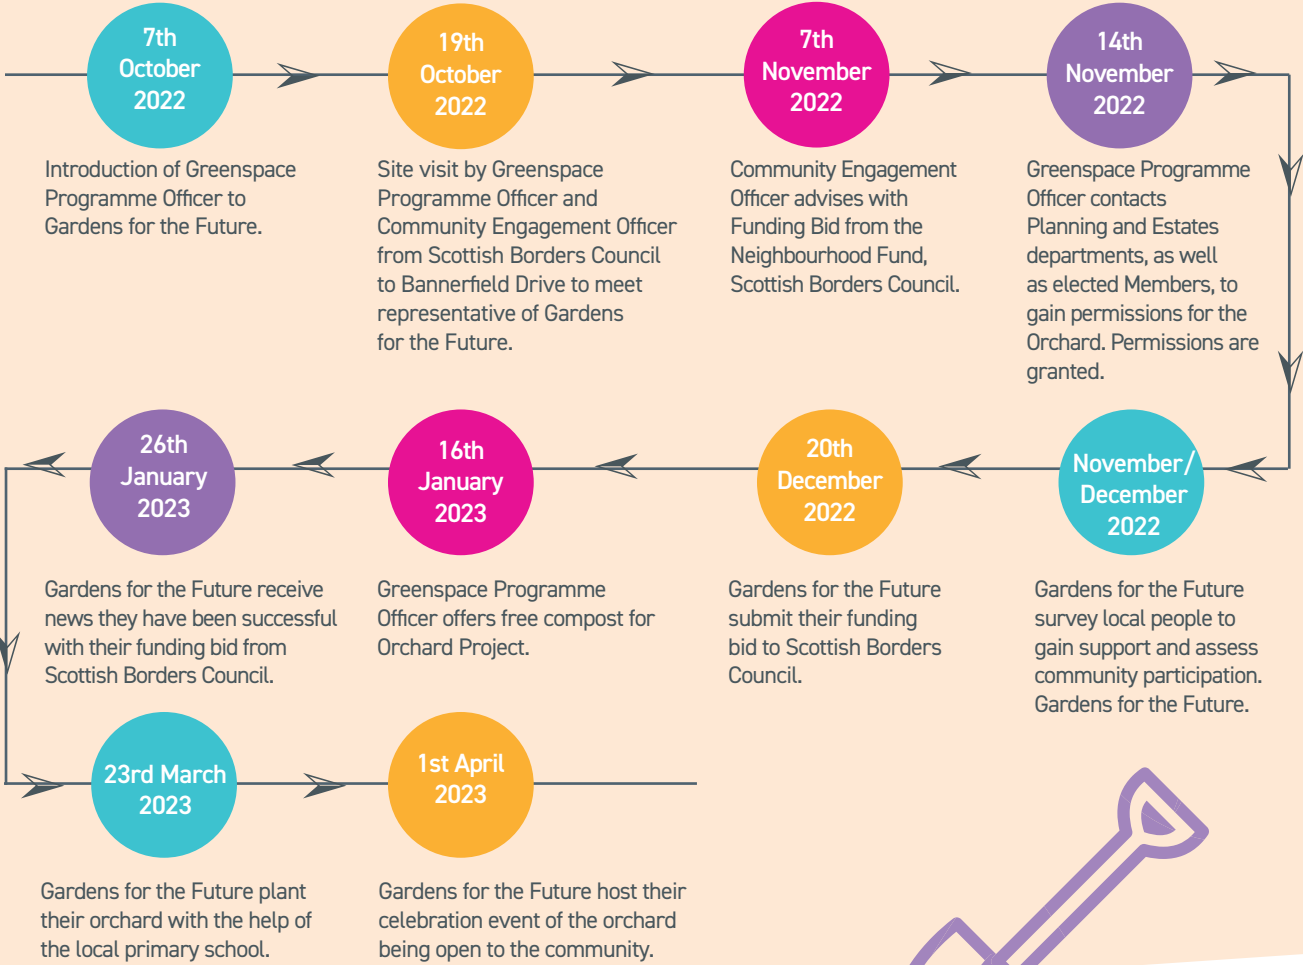 7th
October
2022
Introduction of Greenspace
Programme Officer to
Gardens for the Future.
19th
October
2022
Site visit by Greenspace
Programme Officer and
Community Engagement Officer
from Scottish Borders Council
to Bannerfield Drive to meet
representative of Gardens
for the Future.
7th
November
2022
Community Engagement
Officer advises with
Funding Bid from the
Neighbourhood Fund,
Scottish Borders Council.
14th
November
2022
Greenspace Programme
Officer contacts
Planning and Estates
departments, as well
as elected Members, to
gain permissions for the
Orchard. Permissions are
granted.
November/
December
2022
Gardens for the Future
survey local people to
gain support and assess
community participation.
Gardens for the Future.
20th
December
2022
Gardens for the Future
submit their funding
bid to Scottish Borders
Council.
16th
January
2023
Greenspace Programme
Officer offers free compost for
Orchard Project.
26th
January
2023
Gardens for the Future receive
news they have been successful
with their funding bid from
Scottish Borders Council.
23rd March
2023
Gardens for the Future plant
their orchard with the help of
the local primary school.
1st April
2023
Gardens for the Future host their
celebration event of the orchard
being open to the community.